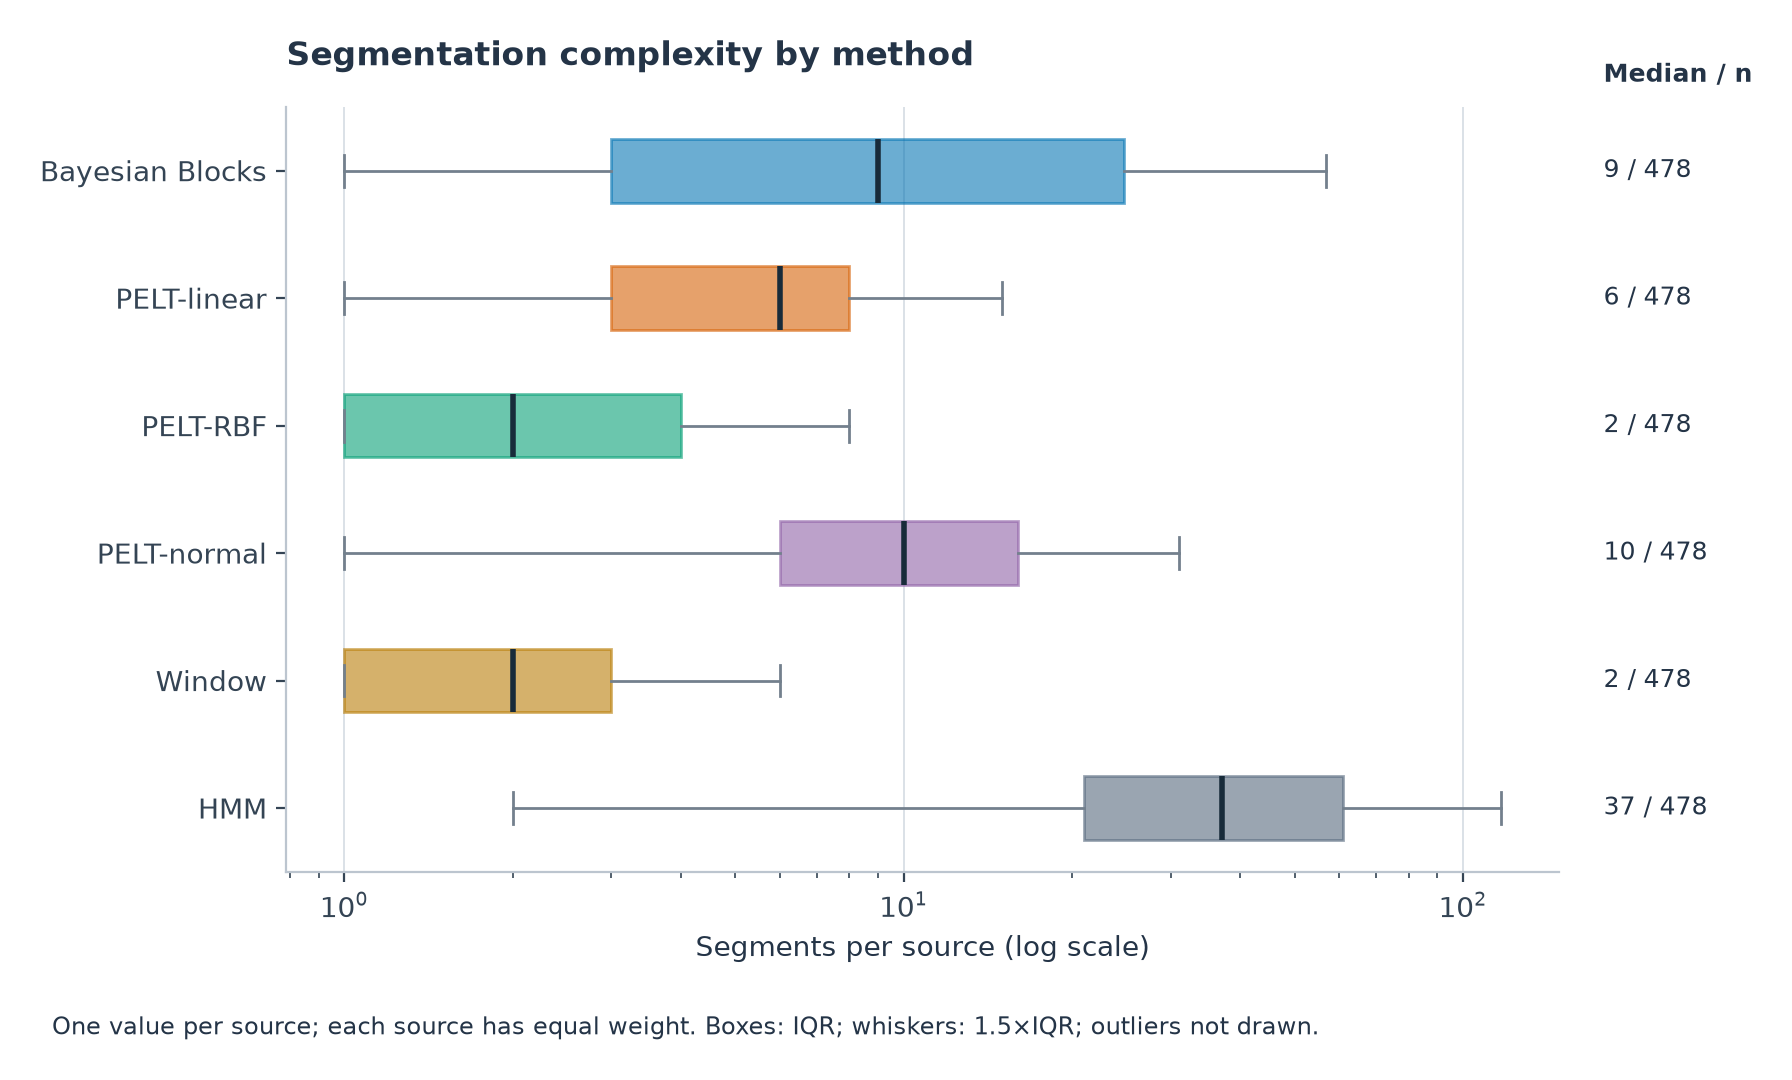 Segmentation complexity by method
Median / n
Bayesian Blocks
9 / 478
PELT-linear
6 / 478
PELT-RBF
2 / 478
PELT-normal
10 / 478
Window
2 / 478
HMM
37 / 478
10⁰ 10¹ 10²
Segments per source (log scale)
One value per source; each source has equal weight. Boxes: IQR; whiskers: 1.5×IQR; outliers not drawn.